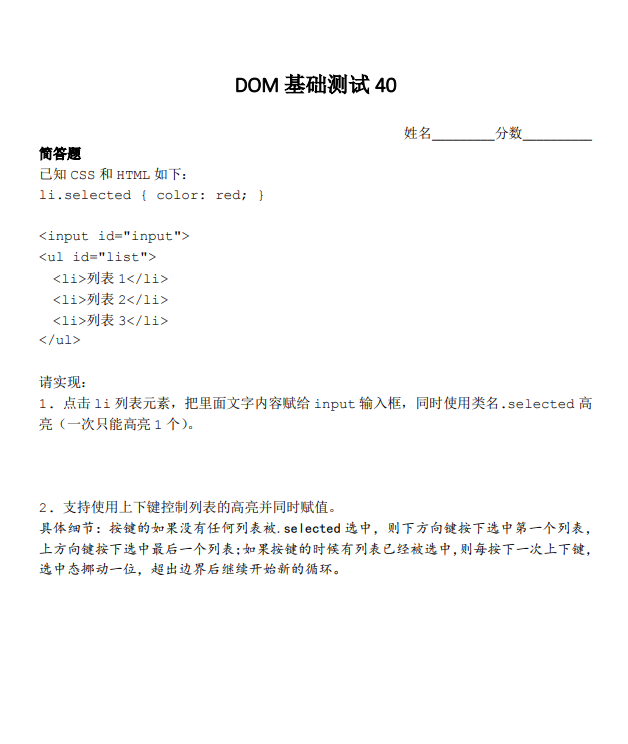 DOM 基础测试 40
姓名_________分数__________
简答题
已知 CSS 和 HTML 如下:
li.selected { color: red; }
<input id="input">
<ul id="list">
<li>列表 1</li>
<li>列表 2</li>
<li>列表 3</li>
</ul>
请实现:
1. 点击 li 列表元素，把里面文字内容赋给 input 输入框，同时使用类名.selected 高
亮（一次只能高亮 1 个）。
2. 支持使用上下键控制列表的高亮并同时赋值。
具体细节：按键的如果没有任何列表被.selected 选中，则下方向键按下选中第一个列表，
上方向键按下选中最后一个列表;如果按键的时候有列表已经被选中,则每按下一次上下键，
选中态挪动一位，超出边界后继续开始新的循环。